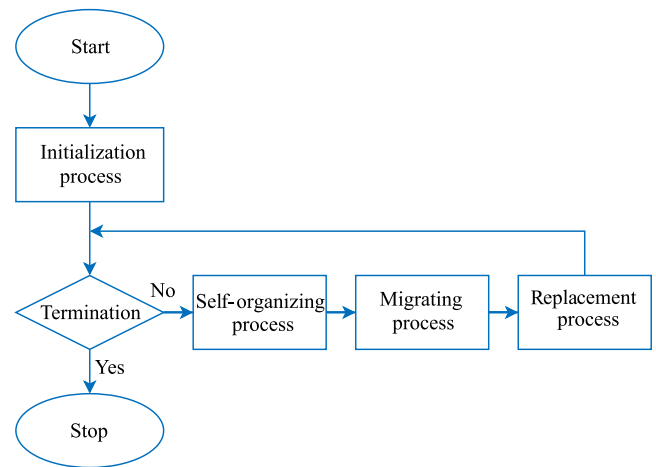 Start
Initialization
process
Termination
No
Self-organizing
process
Migrating
process
Replacement
process
Yes
Stop